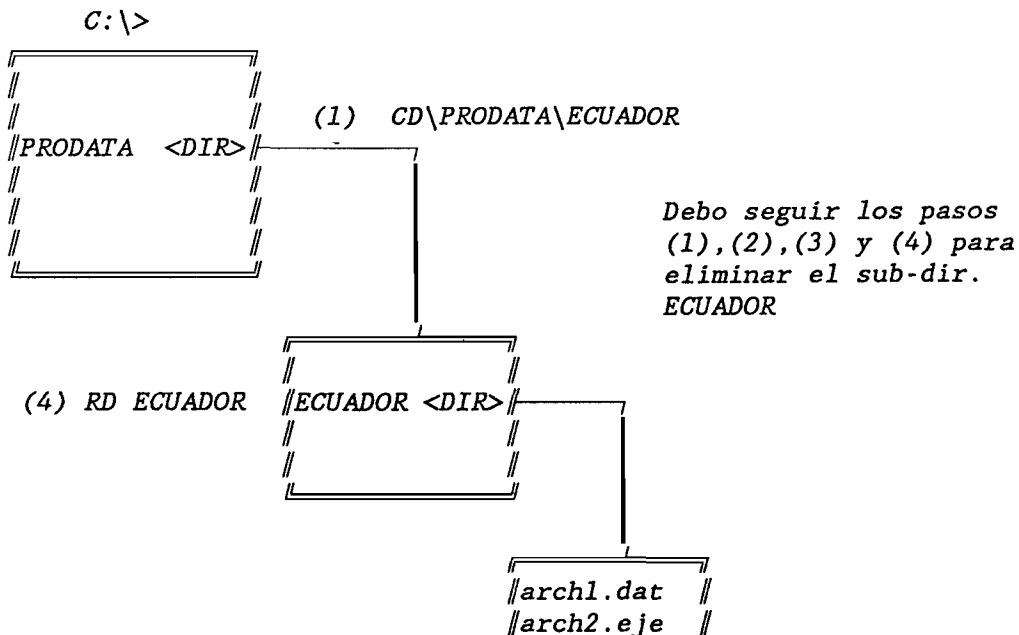 C:\>
(1) CD\PRODATA\ECUADOR
PRODATA <DIR>
Debo seguir los pasos
(1),(2),(3) y (4) para
eliminar el sub-dir.
ECUADOR
(4) RD ECUADOR
ECUADOR <DIR>
arch1.dat
arch2.eje